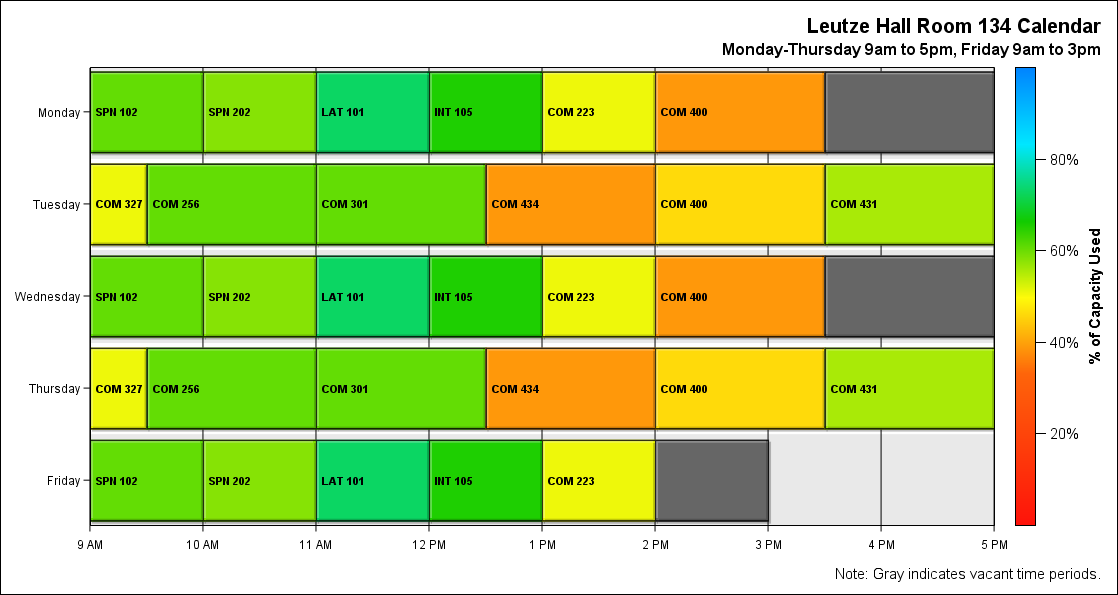 Leutze Hall Room 134 Calendar
Monday-Thursday 9am to 5pm, Friday 9am to 3pm
Monday
SPN 102
SPN 202
LAT 101
INT 105
COM 223
COM 400
Tuesday
COM 327
COM 256
COM 301
COM 434
COM 400
COM 431
Wednesday
SPN 102
SPN 202
LAT 101
INT 105
COM 223
COM 400
Thursday
COM 327
COM 256
COM 301
COM 434
COM 400
COM 431
Friday
SPN 102
SPN 202
LAT 101
INT 105
COM 223
9 AM
10 AM
11 AM
12 PM
1 PM
2 PM
3 PM
4 PM
5 PM
80%
60%
40%
20%
% of Capacity Used
Note: Gray indicates vacant time periods.